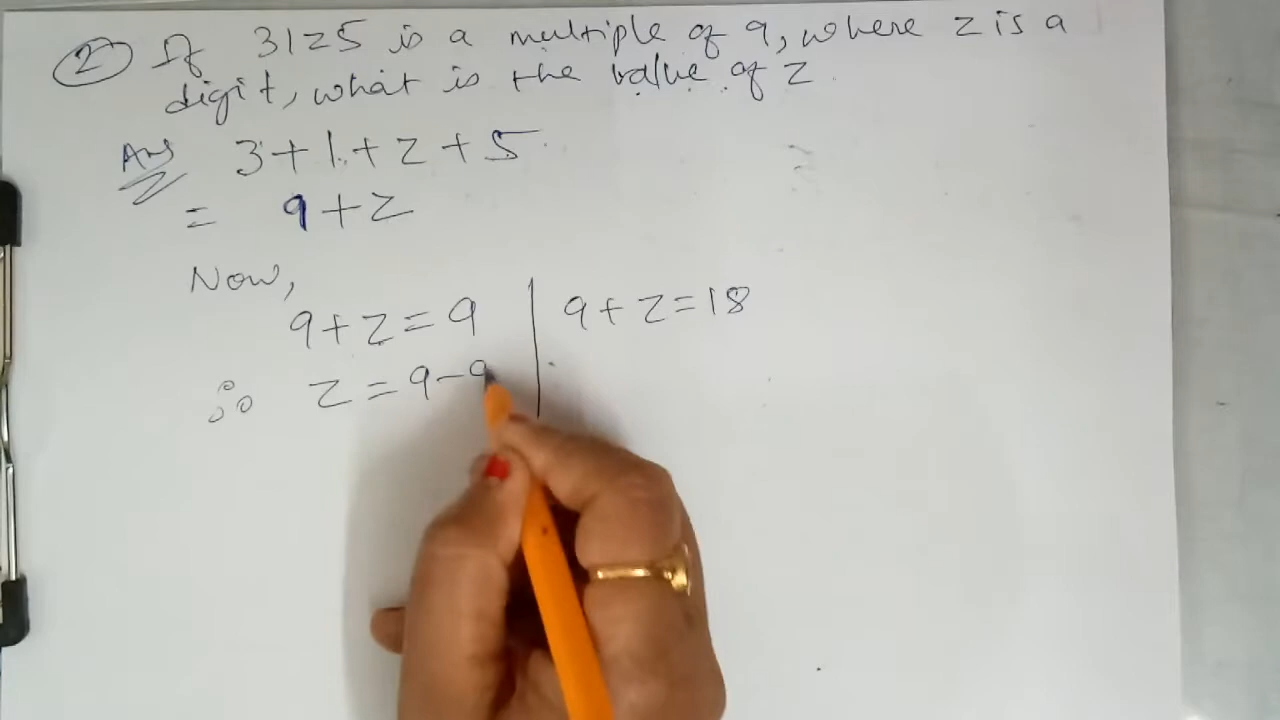 ② If 31z5 is a multiple of 9, where z is a
digit, what is the value of z.
Ans 3+1+z+5
= 9+z
Now,
9+z=9 | 9+z=18
∴ z=9-9